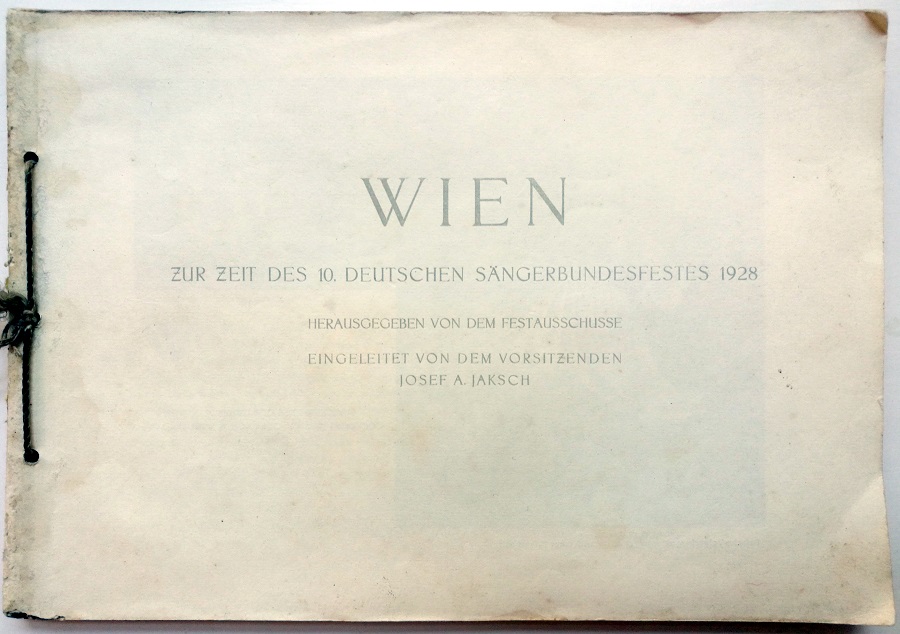 WIEN
ZUR ZEIT DES 10. DEUTSCHEN SÄNGERBUNDESFESTES 1928
HERAUSGEGEBEN VON DEM FESTAUSSCHUSSE
EINGELEITET VON DEM VORSITZENDEN
JOSEF A. JAKSCH